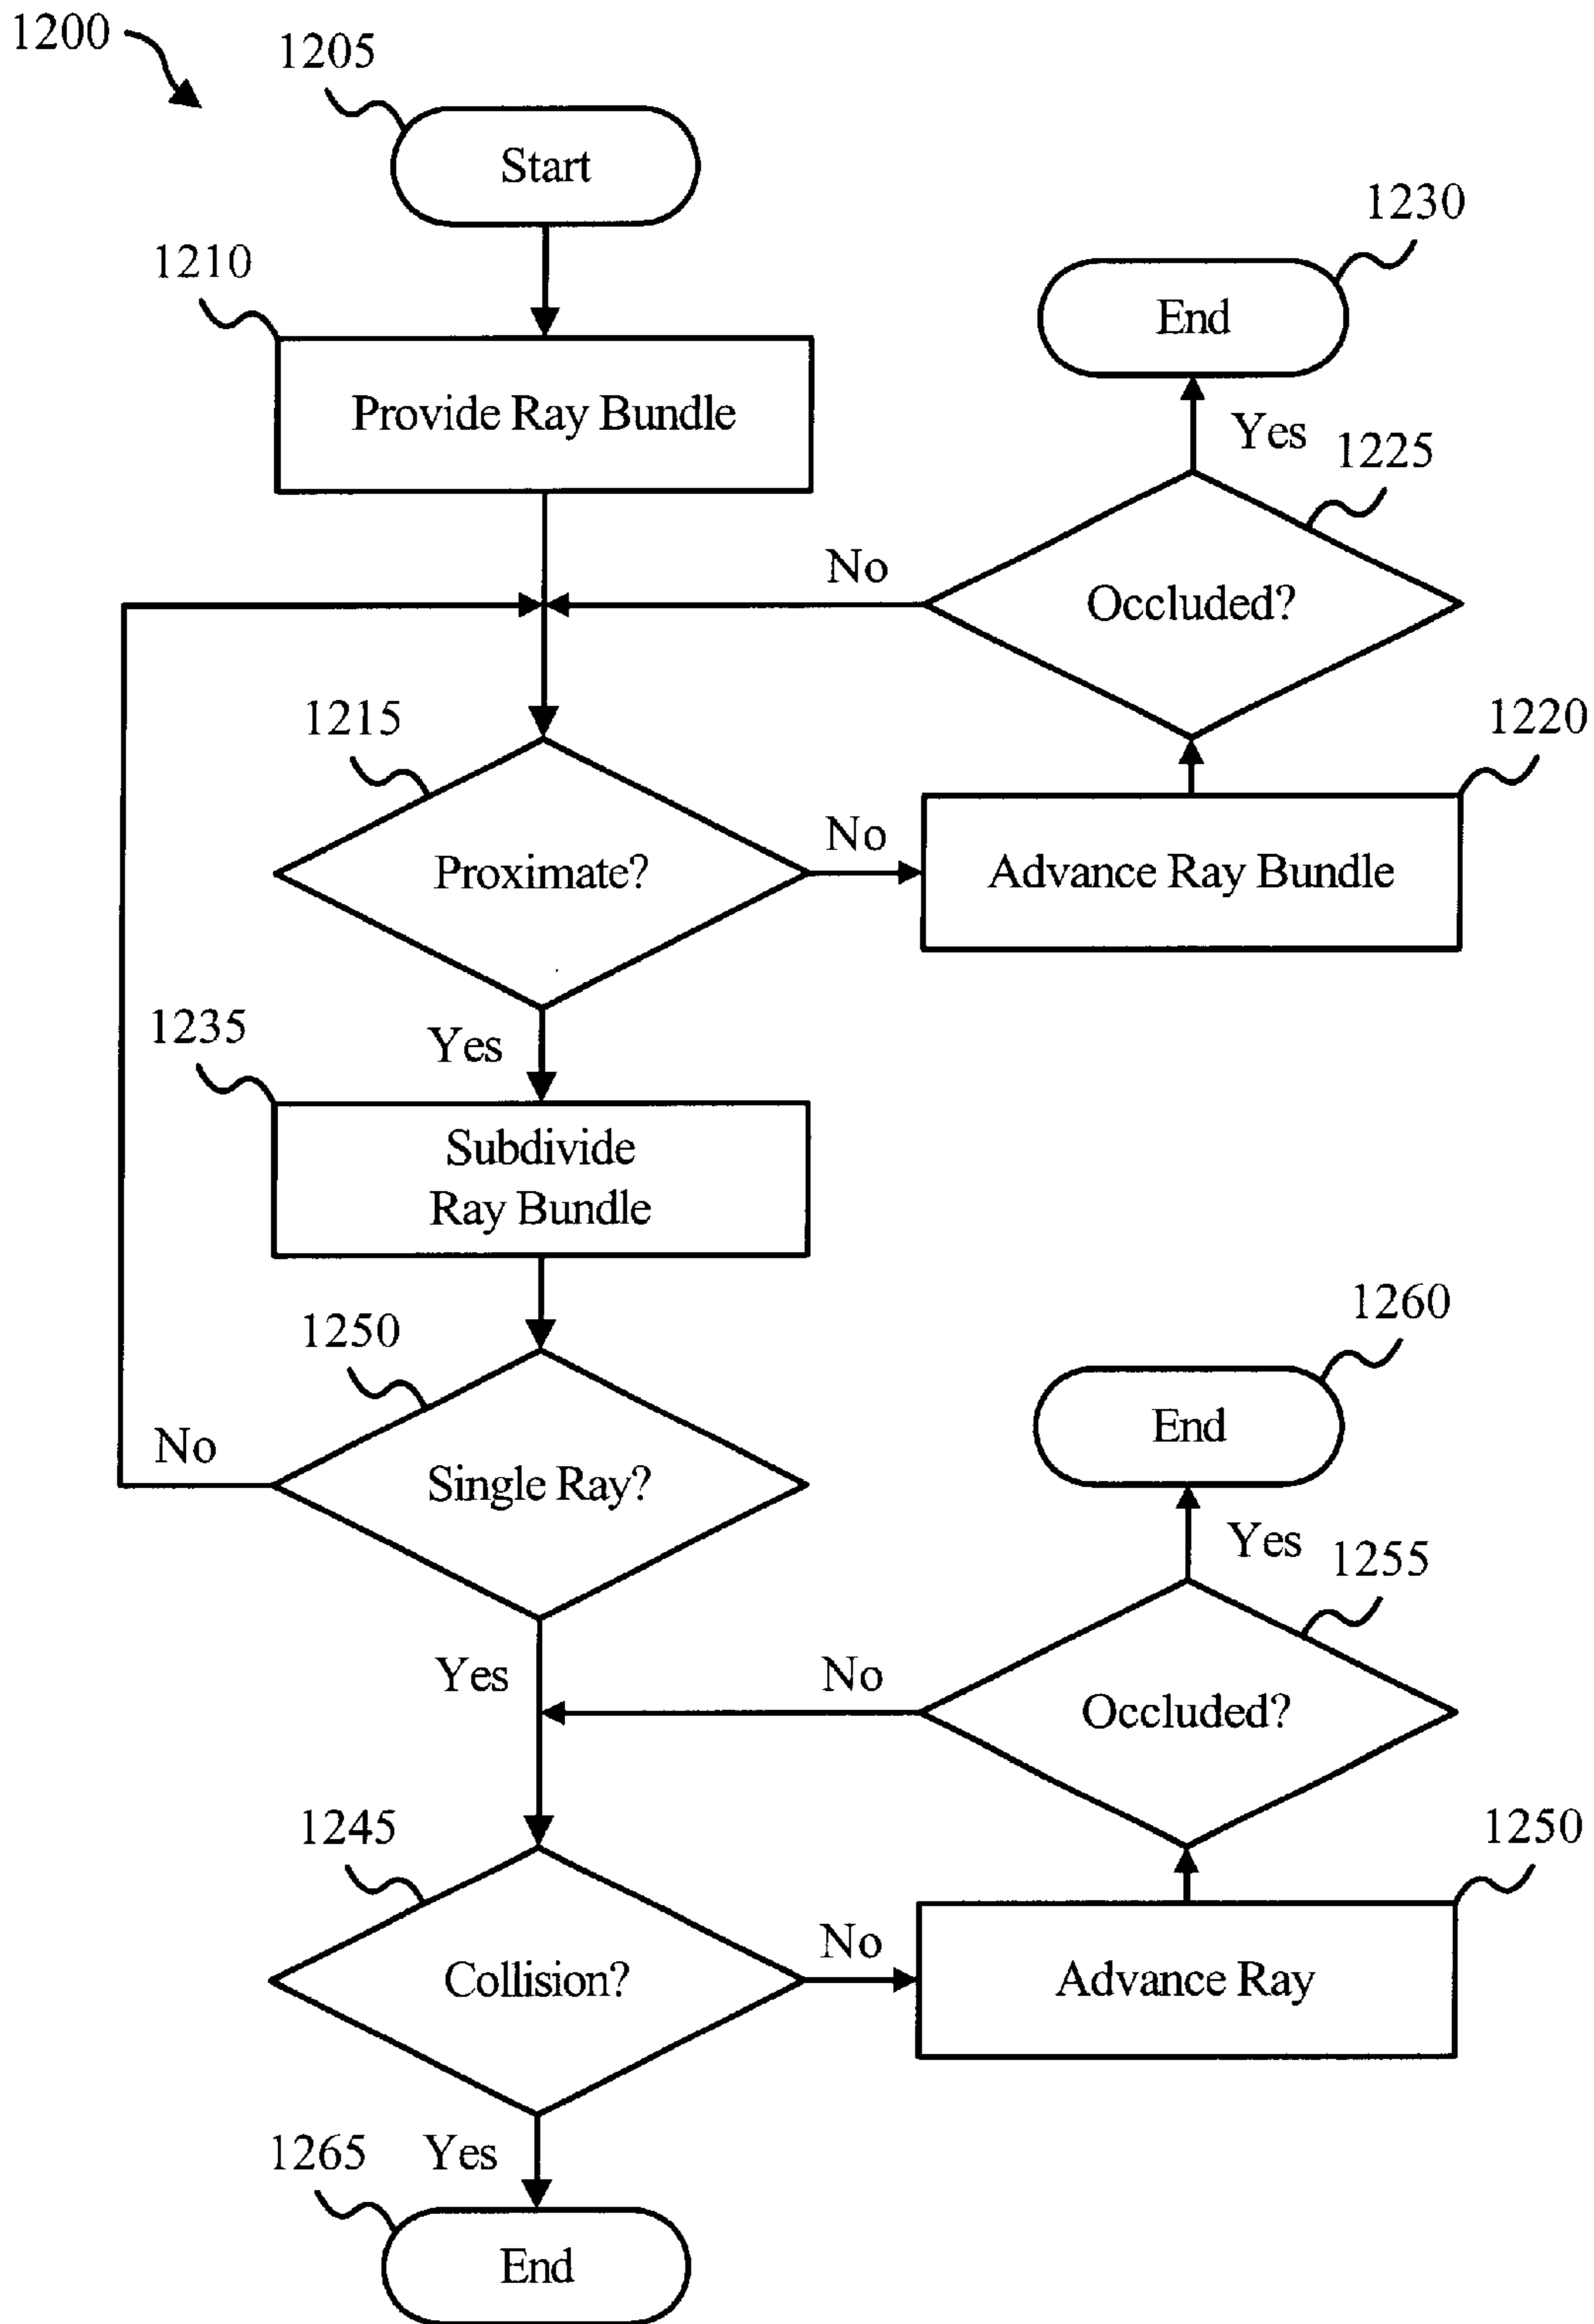 1200
1205
Start
1230
End
1210
Provide Ray Bundle
Yes
1225
No
Occluded?
1215
1220
Proximate?
No
Advance Ray Bundle
1235
Yes
Subdivide
Ray Bundle
1250
1260
End
No
Single Ray?
Yes
1255
Yes
No
Occluded?
1245
1250
Collision?
No
Advance Ray
1265
Yes
End